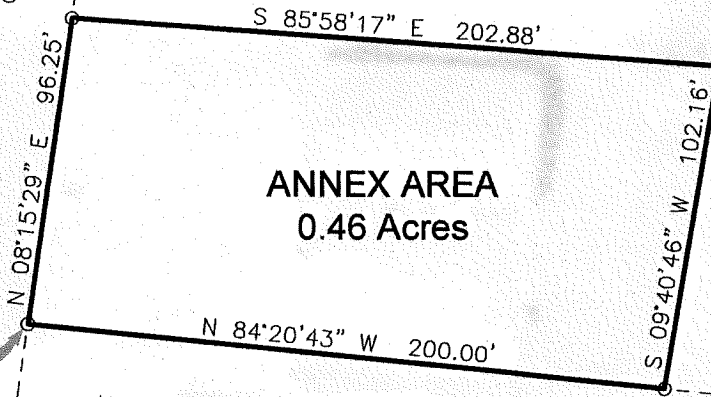 S 85°58'17" E 202.88'
N 08°15'29" E 96.25'
ANNEX AREA
0.46 Acres
S 09°40'46" W 102.16'
N 84°20'43" W 200.00'